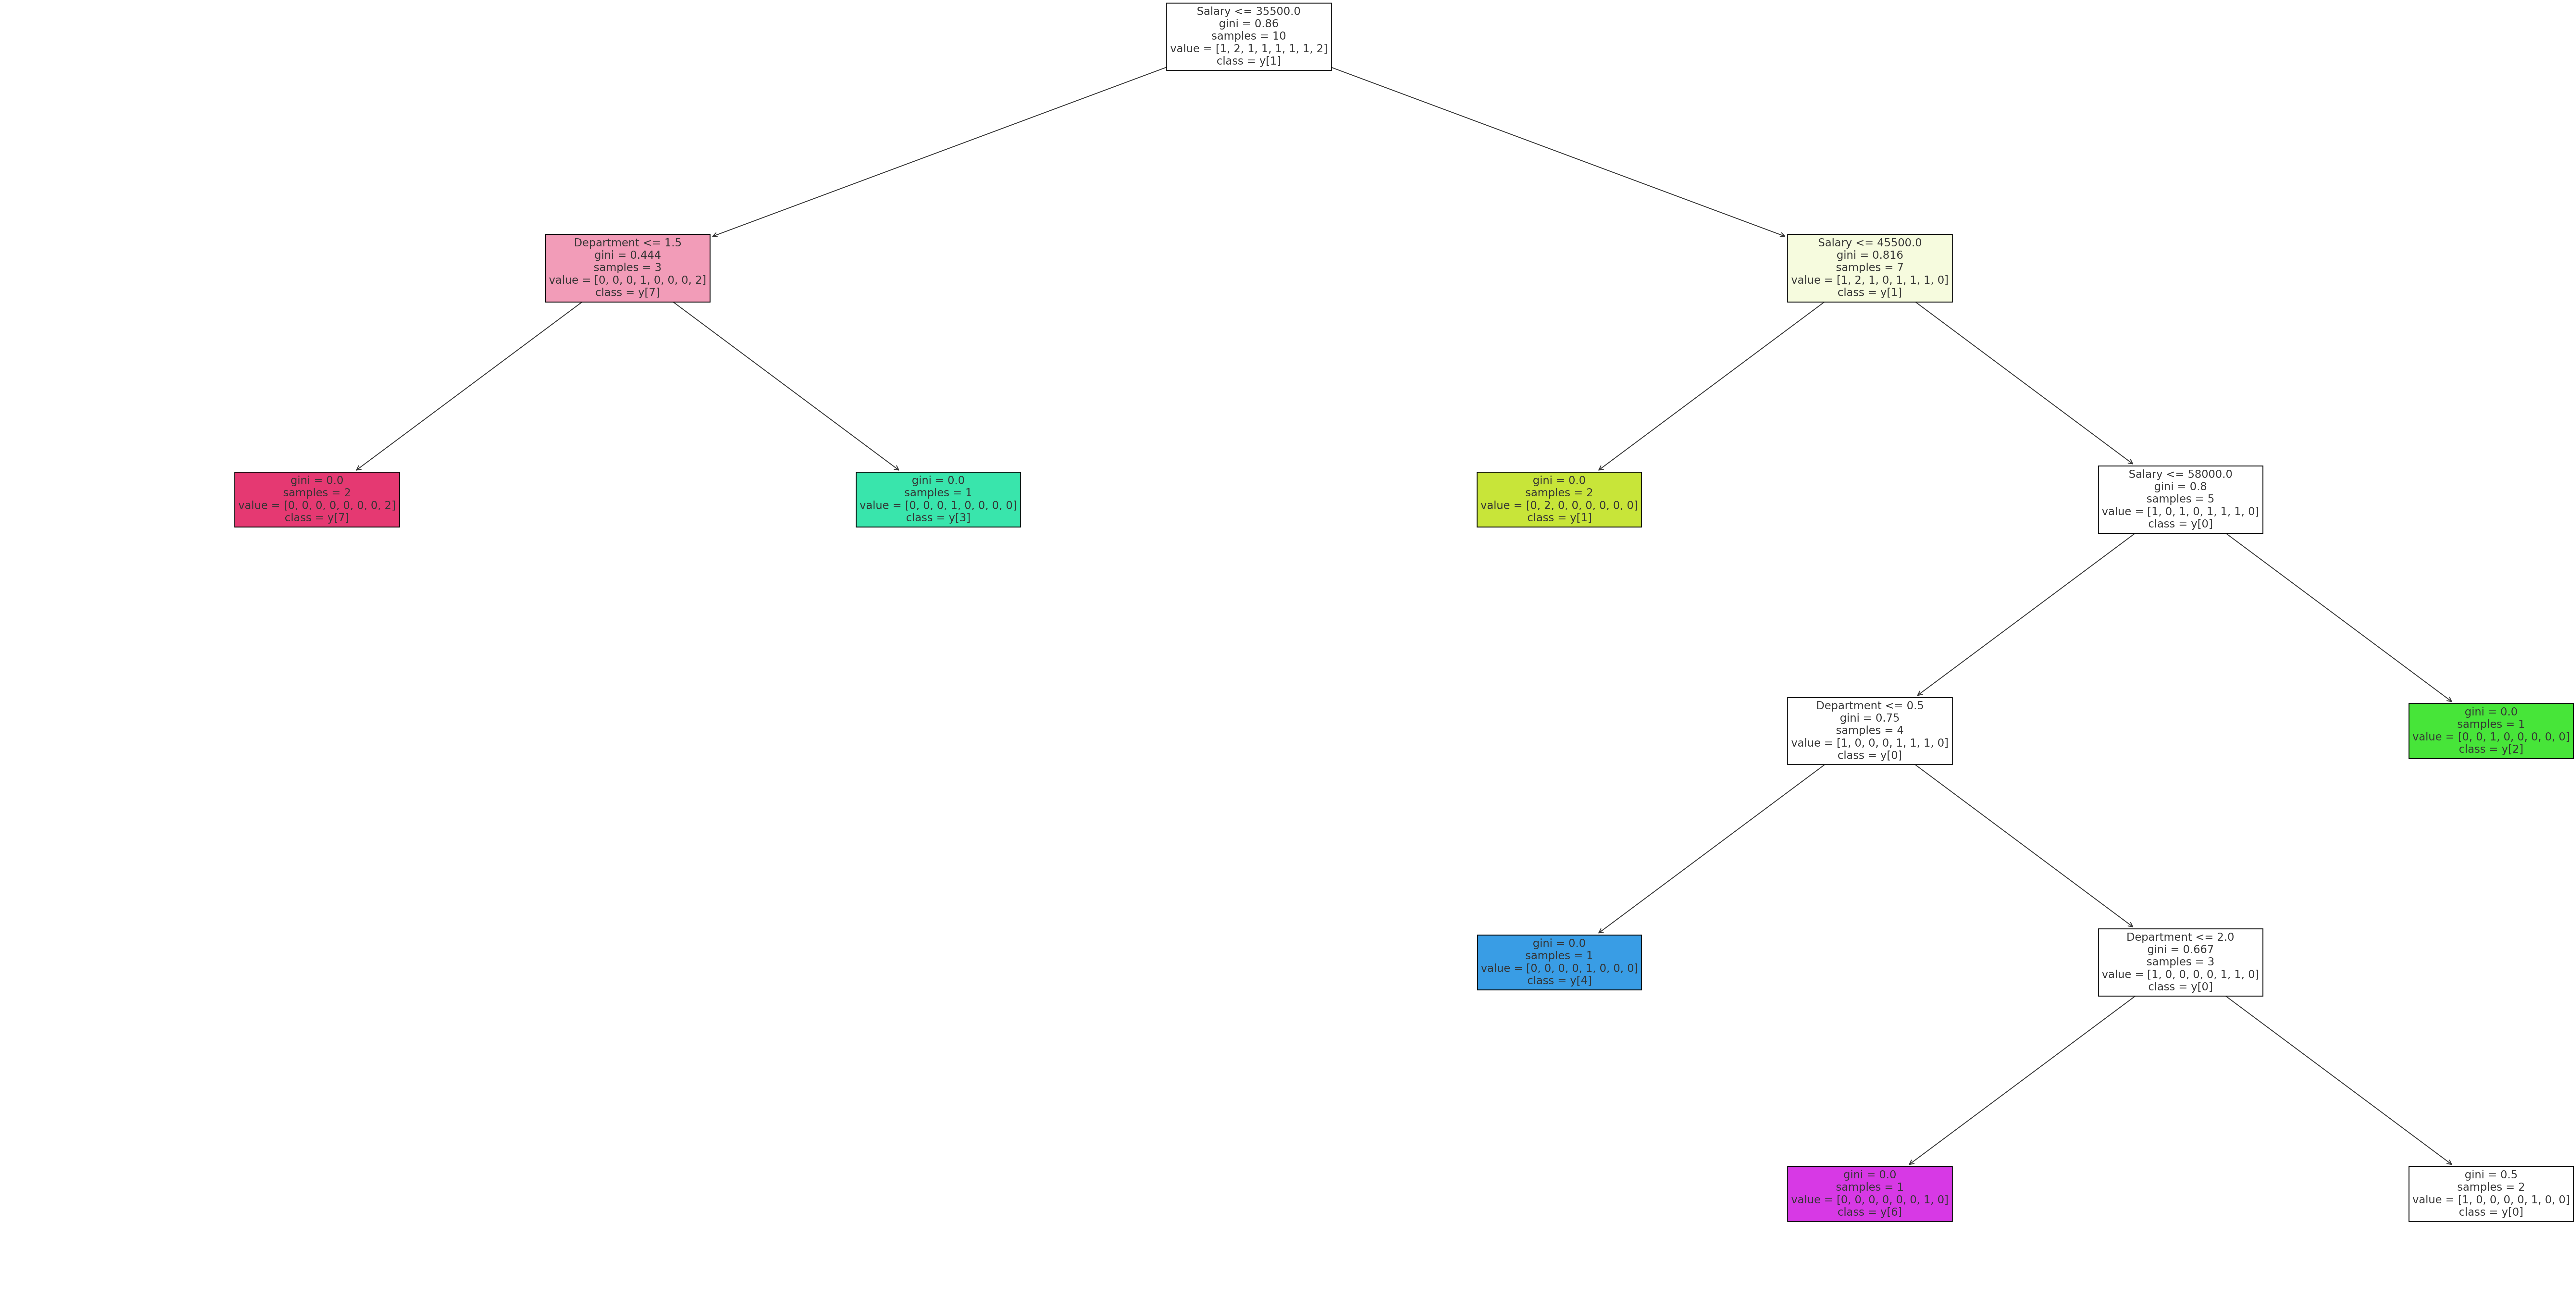 Salary <= 35500.0
gini = 0.86
samples = 10
value = [1, 2, 1, 1, 1, 1, 1, 2]
class = y[1]
Department <= 1.5
gini = 0.444
samples = 3
value = [0, 0, 0, 1, 0, 0, 0, 2]
class = y[7]
Salary <= 45500.0
gini = 0.816
samples = 7
value = [1, 2, 1, 0, 1, 1, 1, 0]
class = y[1]
gini = 0.0
samples = 2
value = [0, 0, 0, 0, 0, 0, 0, 2]
class = y[7]
gini = 0.0
samples = 1
value = [0, 0, 0, 1, 0, 0, 0, 0]
class = y[3]
gini = 0.0
samples = 2
value = [0, 2, 0, 0, 0, 0, 0, 0]
class = y[1]
Salary <= 58000.0
gini = 0.8
samples = 5
value = [1, 0, 1, 0, 1, 1, 1, 0]
class = y[0]
Department <= 0.5
gini = 0.75
samples = 4
value = [1, 0, 0, 0, 1, 1, 1, 0]
class = y[0]
gini = 0.0
samples = 1
value = [0, 0, 1, 0, 0, 0, 0, 0]
class = y[2]
gini = 0.0
samples = 1
value = [0, 0, 0, 0, 1, 0, 0, 0]
class = y[4]
Department <= 2.0
gini = 0.667
samples = 3
value = [1, 0, 0, 0, 0, 1, 1, 0]
class = y[0]
gini = 0.0
samples = 1
value = [0, 0, 0, 0, 0, 0, 1, 0]
class = y[6]
gini = 0.5
samples = 2
value = [1, 0, 0, 0, 0, 1, 0, 0]
class = y[0]